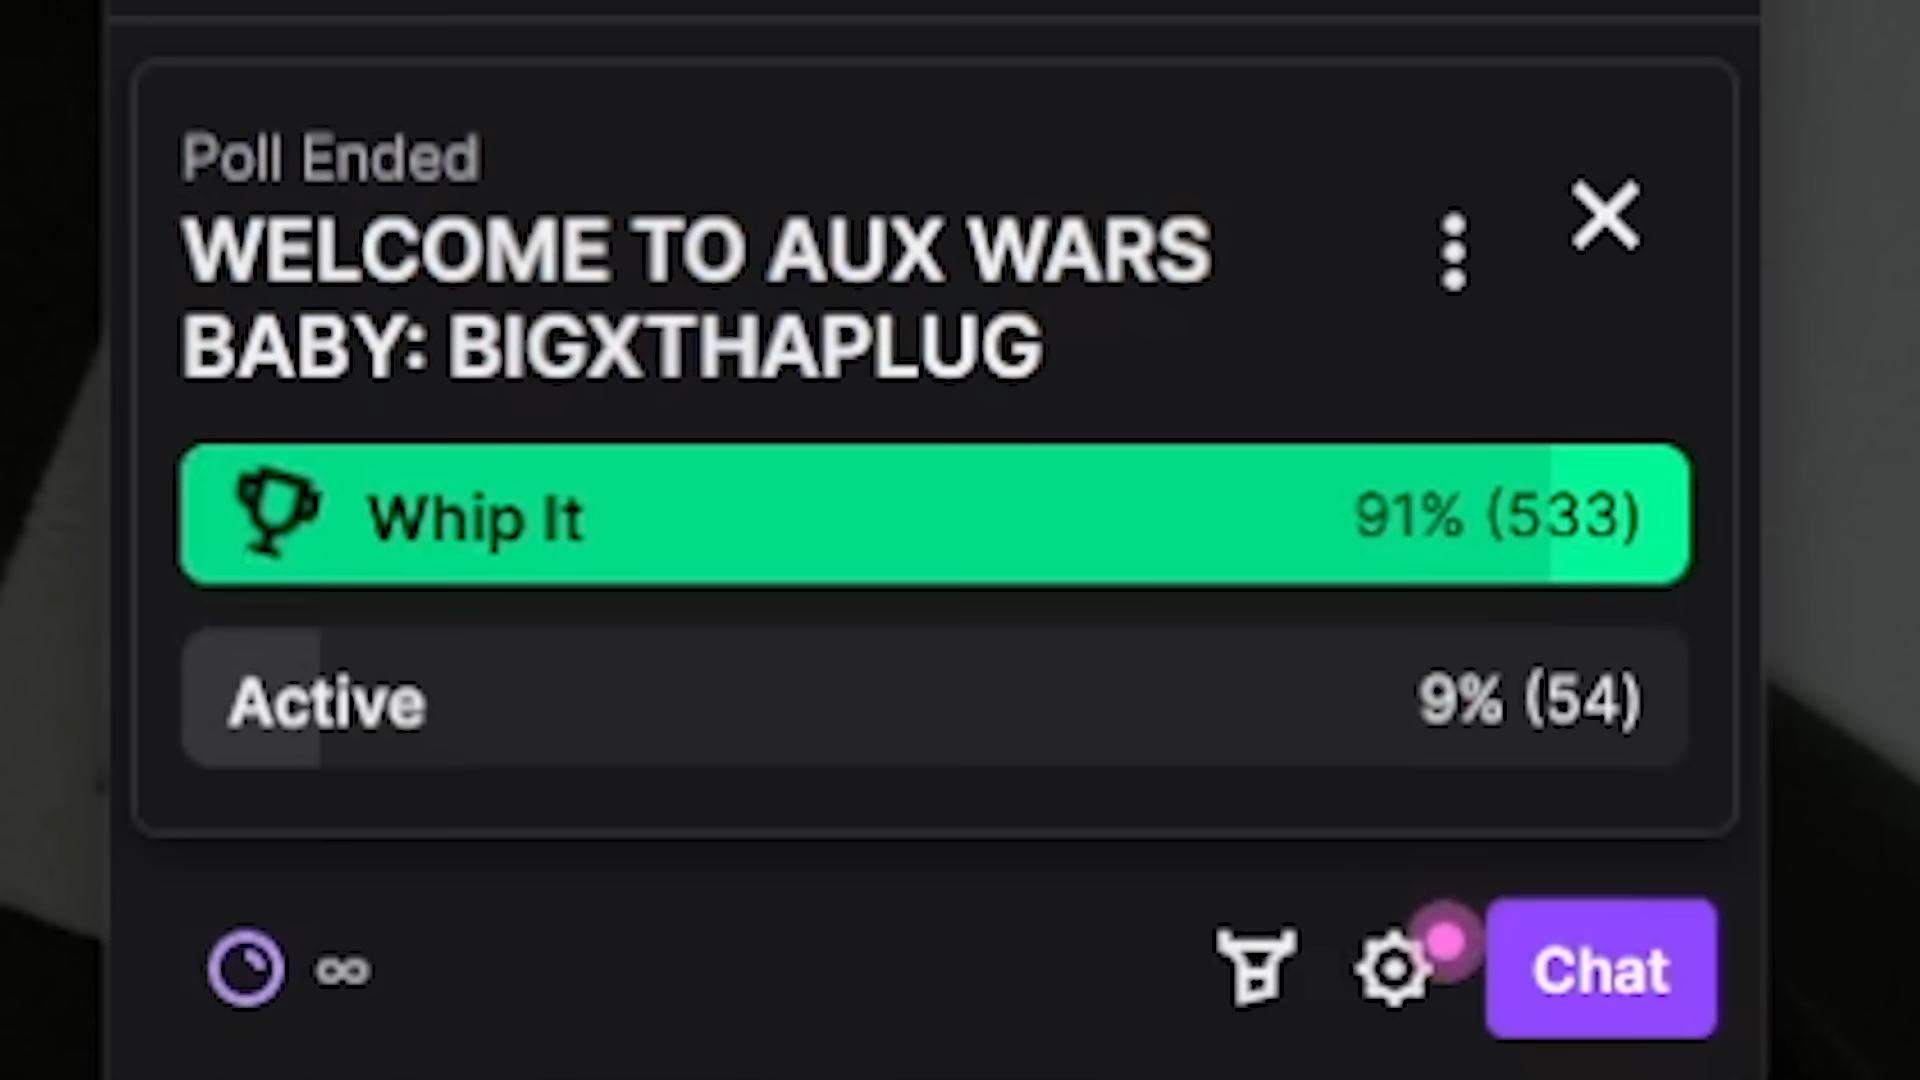 Poll Ended
WELCOME TO AUX WARS
BABY: BIGXTHAPLUG
Whip It 91% (533)
Active 9% (54)
∞ Chat